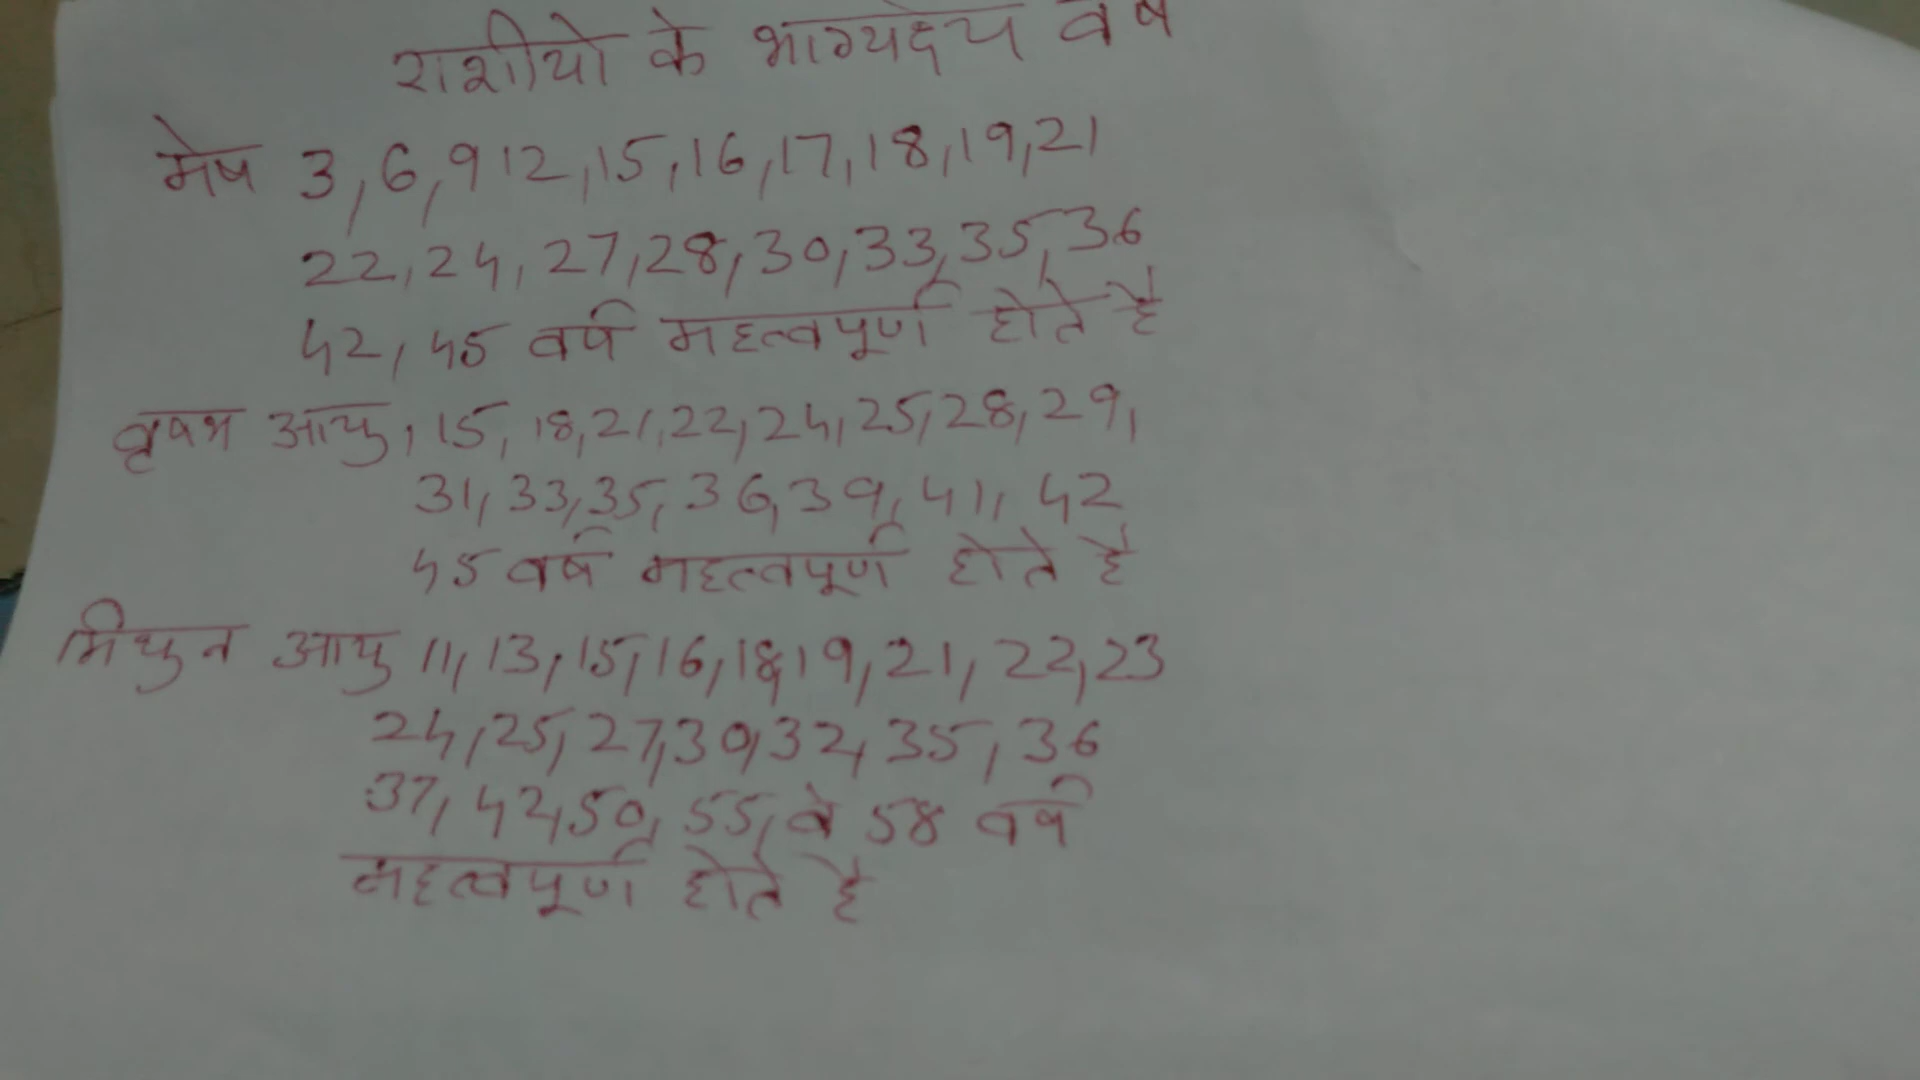 राशीयो के भाग्यदय वर्ष
मेष 3, 6, 9 12, 15, 16, 17, 18, 19, 21
22, 24, 27, 28, 30, 33, 35, 36
42, 45 वर्ष महत्वपूर्ण होते है
वृषभ आयु, 15, 18, 21, 22, 24, 25, 28, 29,
31, 33, 35, 36, 39, 41, 42
45 वर्ष महत्वपूर्ण होते है
मिथुन आयु 11, 13, 15, 16, 18, 19, 21, 22, 23
24, 25, 27, 30, 32, 35, 36
37, 42, 50, 55, वे 58 वर्ष
महत्वपूर्ण होते है